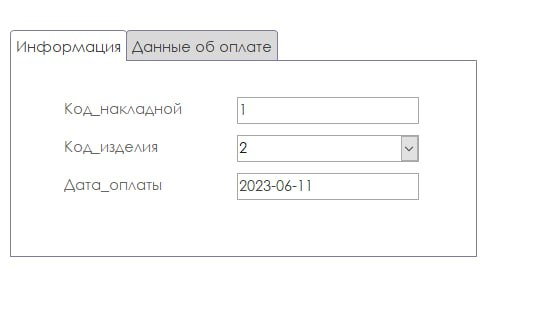 Информация Данные об оплате
Код_накладной 1
Код_изделия 2
Дата_оплаты 2023-06-11